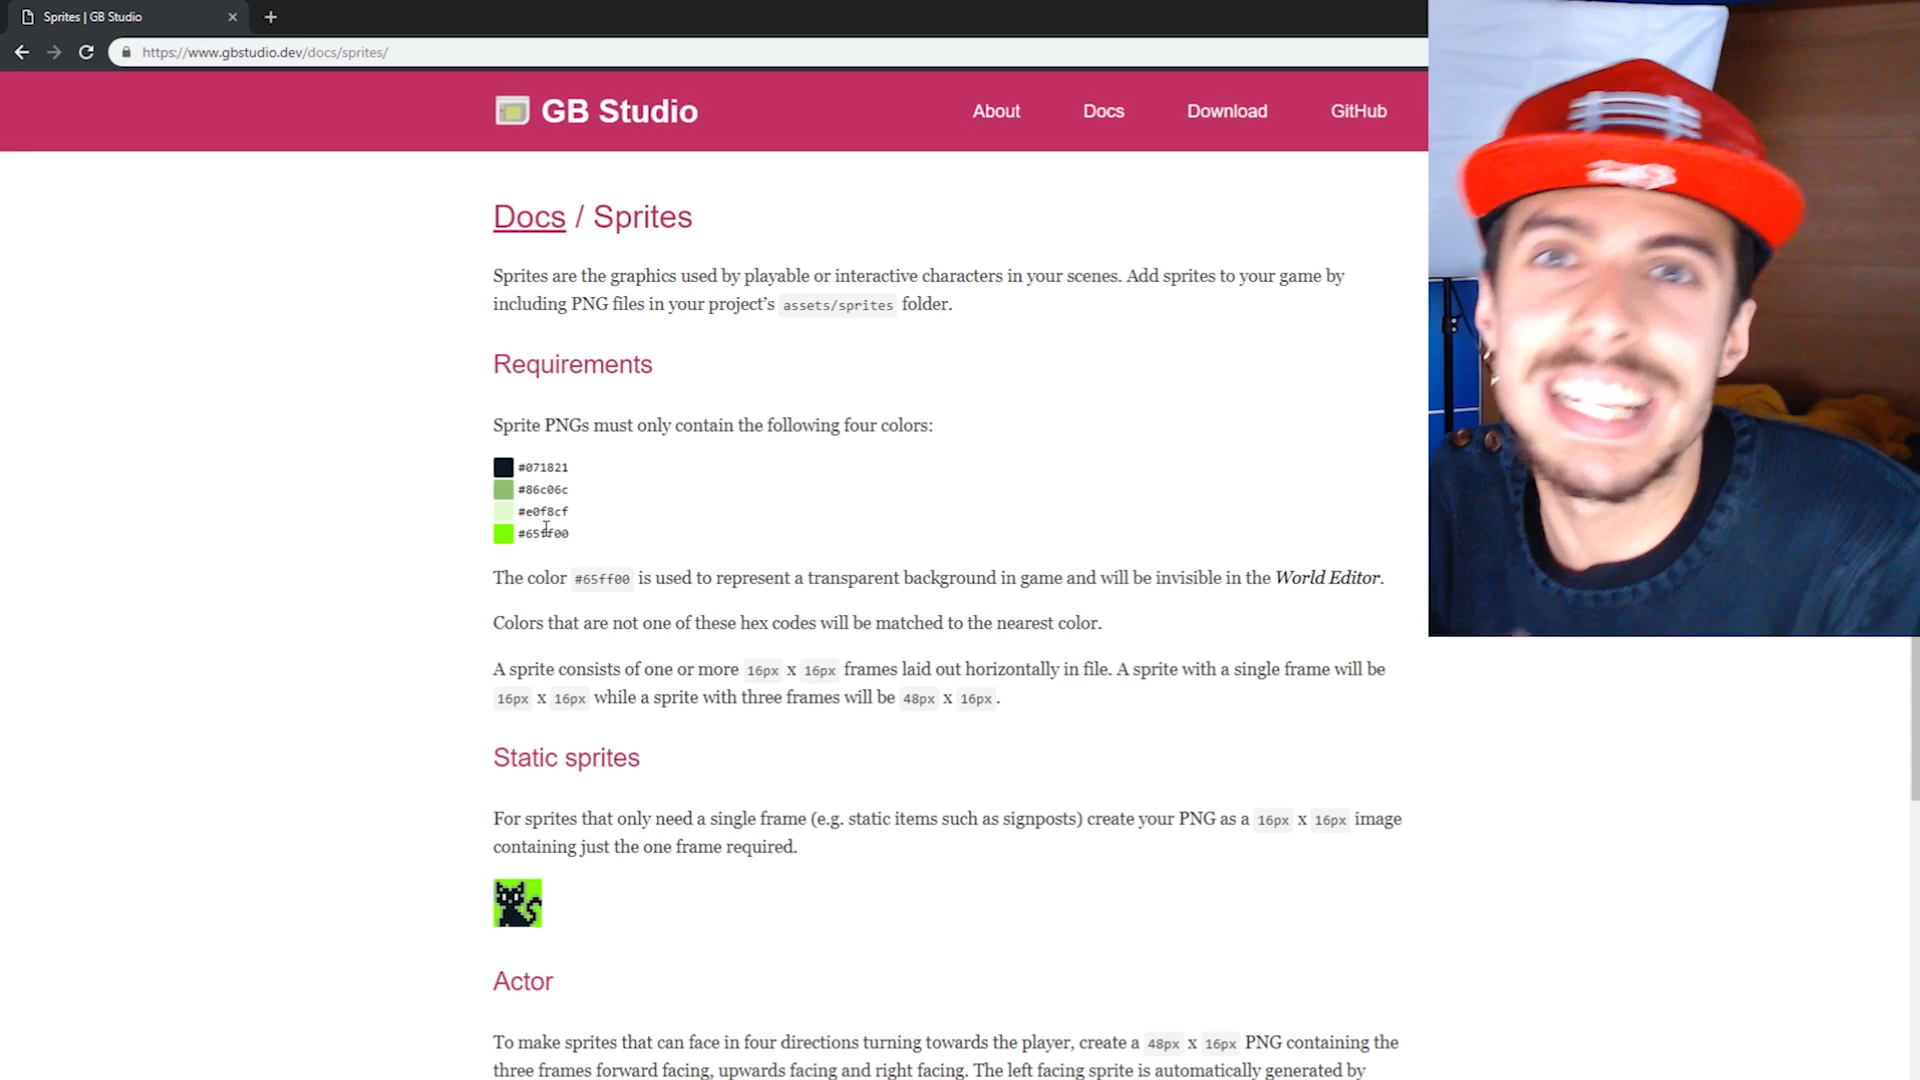 Sprites | GB Studio
https://www.gbstudio.dev/docs/sprites/
GB Studio
About
Docs
Download
GitHub
Docs / Sprites
Sprites are the graphics used by playable or interactive characters in your scenes. Add sprites to your game by
including PNG files in your project’s assets/sprites folder.
Requirements
Sprite PNGs must only contain the following four colors:
#071821
#86c06c
#e0f8cf
#65ff00
The color #65ff00 is used to represent a transparent background in game and will be invisible in the World Editor.
Colors that are not one of these hex codes will be matched to the nearest color.
A sprite consists of one or more 16px x 16px frames laid out horizontally in file. A sprite with a single frame will be
16px x 16px while a sprite with three frames will be 48px x 16px.
Static sprites
For sprites that only need a single frame (e.g. static items such as signposts) create your PNG as a 16px x 16px image
containing just the one frame required.
Actor
To make sprites that can face in four directions turning towards the player, create a 48px x 16px PNG containing the
three frames forward facing, upwards facing and right facing. The left facing sprite is automatically generated by